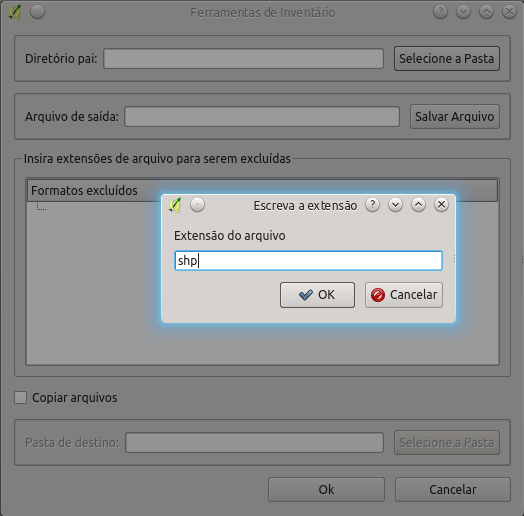 Ferramentas de Inventário
Diretório pai:
Selecione a Pasta
Arquivo de saída:
Salvar Arquivo
Insira extensões de arquivo para serem excluídas
Formatos excluídos
Escreva a extensão
Extensão do arquivo
shp
OK
Cancelar
Copiar arquivos
Pasta de destino:
Selecione a Pasta
Ok
Cancelar